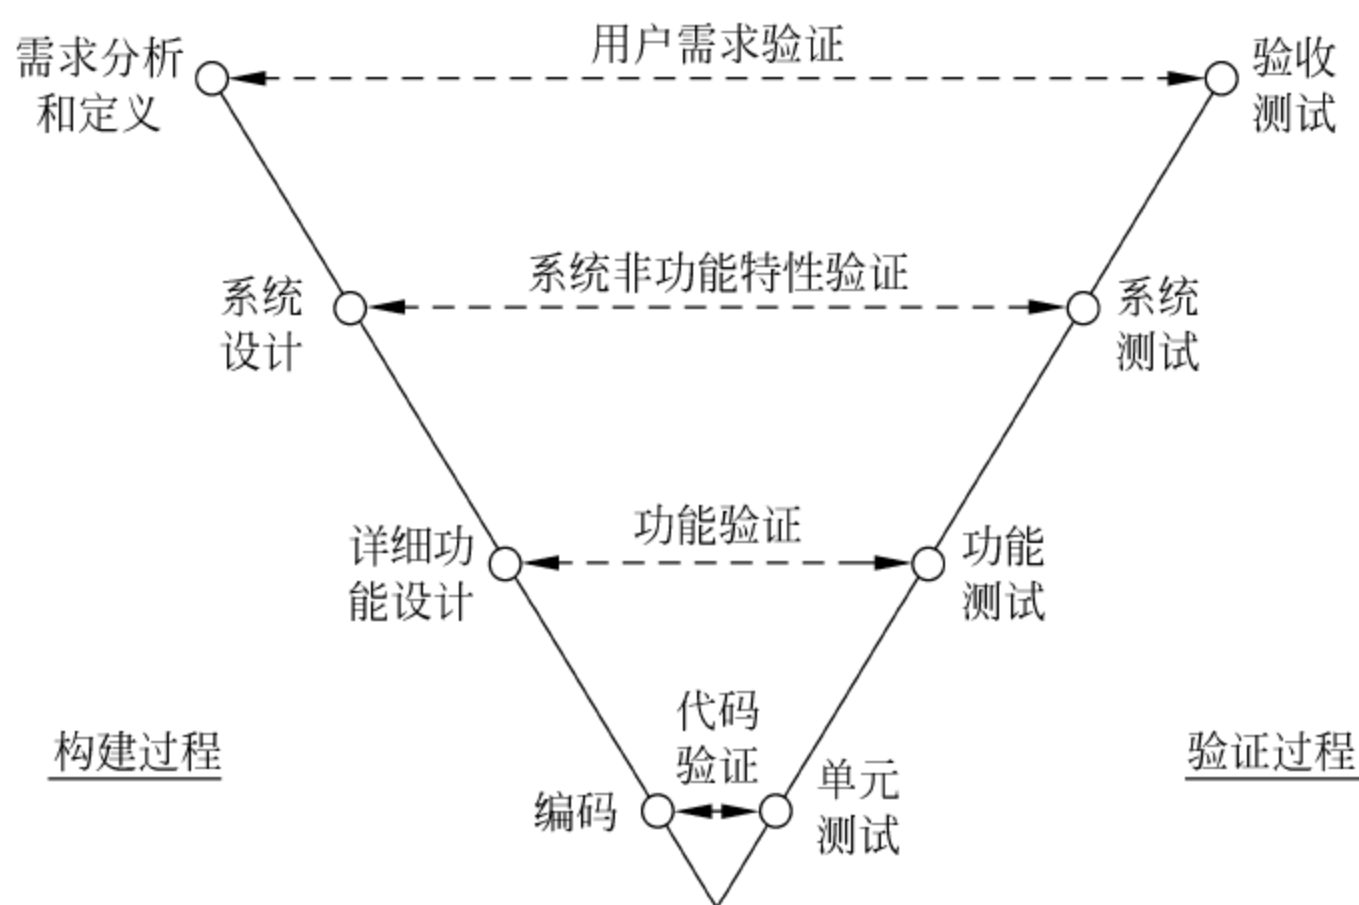 用户需求验证
需求分析
和定义
验收
测试
系统非功能特性验证
系统
设计
系统
测试
功能验证
详细功
能设计
功能
测试
代码
验证
构建过程
验证过程
编码
单元
测试